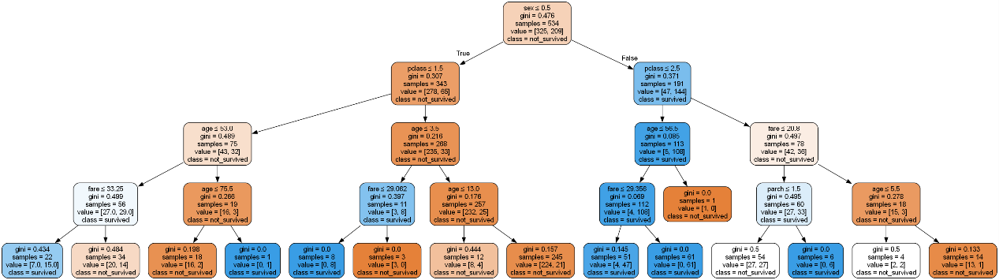 sex ≤ 0.5
gini = 0.476
samples = 534
value = [325, 209]
class = not_survived
True
False
pclass ≤ 1.5
gini = 0.307
samples = 343
value = [278, 65]
class = not_survived
pclass ≤ 2.5
gini = 0.371
samples = 191
value = [47, 144]
class = survived
age ≤ 53.0
gini = 0.489
samples = 75
value = [43, 32]
class = not_survived
age ≤ 3.5
gini = 0.216
samples = 268
value = [235, 33]
class = not_survived
age ≤ 56.5
gini = 0.085
samples = 113
value = [5, 108]
class = survived
fare ≤ 20.8
gini = 0.497
samples = 78
value = [42, 36]
class = not_survived
fare ≤ 33.25
gini = 0.499
samples = 56
value = [27.0, 29.0]
class = survived
age ≤ 76.5
gini = 0.266
samples = 19
value = [16, 3]
class = not_survived
fare ≤ 29.062
gini = 0.397
samples = 11
value = [3, 8]
class = survived
age ≤ 13.0
gini = 0.176
samples = 257
value = [232, 25]
class = not_survived
fare ≤ 29.356
gini = 0.069
samples = 112
value = [4, 108]
class = survived
gini = 0.0
samples = 1
value = [1, 0]
class = not_survived
parch ≤ 1.5
gini = 0.495
samples = 60
value = [27, 33]
class = survived
age ≤ 5.5
gini = 0.278
samples = 18
value = [15, 3]
class = not_survived
gini = 0.434
samples = 22
value = [7.0, 15.0]
class = survived
gini = 0.484
samples = 34
value = [20, 14]
class = not_survived
gini = 0.198
samples = 18
value = [16, 2]
class = not_survived
gini = 0.0
samples = 1
value = [0, 1]
class = survived
gini = 0.0
samples = 8
value = [0, 8]
class = survived
gini = 0.0
samples = 3
value = [3, 0]
class = not_survived
gini = 0.444
samples = 12
value = [8, 4]
class = not_survived
gini = 0.157
samples = 245
value = [224, 21]
class = not_survived
gini = 0.145
samples = 51
value = [4, 47]
class = survived
gini = 0.0
samples = 61
value = [0, 61]
class = survived
gini = 0.5
samples = 54
value = [27, 27]
class = not_survived
gini = 0.0
samples = 6
value = [0, 6]
class = survived
gini = 0.5
samples = 4
value = [2, 2]
class = not_survived
gini = 0.133
samples = 14
value = [13, 1]
class = not_survived